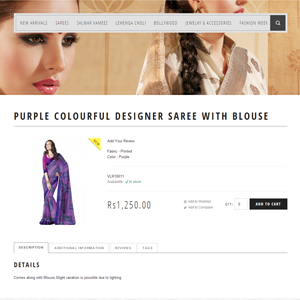 NEW ARRIVALS
SAREES
SALWAR KAMEEZ
LEHENGA CHOLI
BOLLYWOOD
JEWELRY & ACCESSORIES
FASHION WEEK
PURPLE COLOURFUL DESIGNER SAREE WITH BLOUSE
Add Your Review
Fabric - Printed
Color - Purple
VLR10011
Availability: In stock
Rs1,250.00
Add to Wishlist
Add to Compare
QTY:
ADD TO CART
DESCRIPTION
ADDITIONAL INFORMATION
REVIEWS
TAGS
DETAILS
Comes along with Blouse.Slight variation is possible due to lighting.